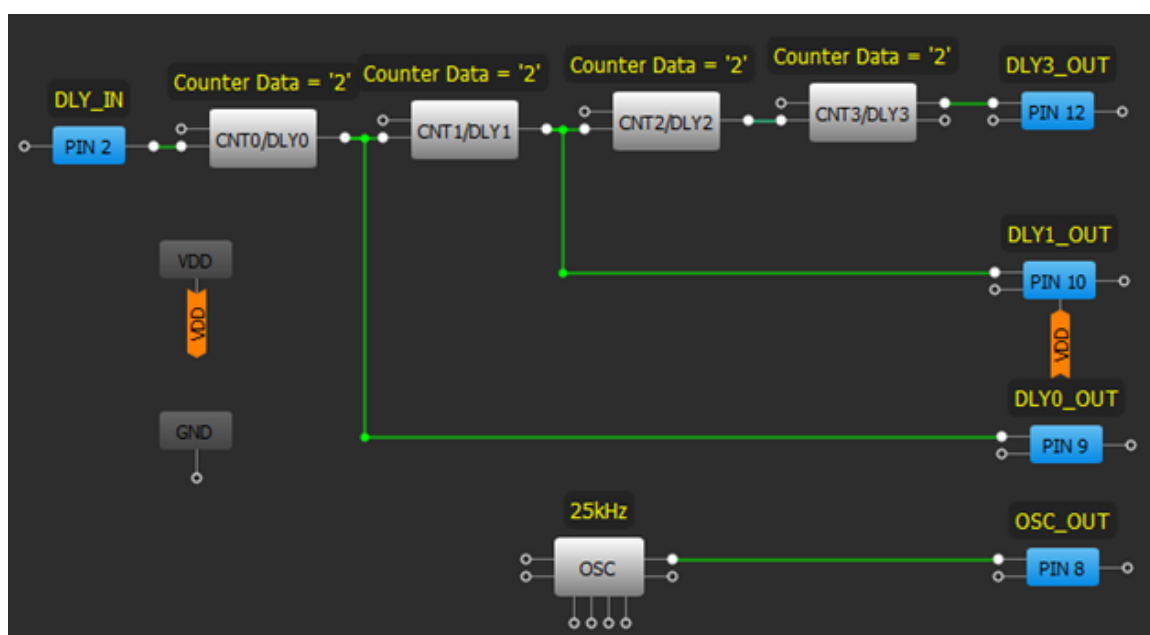 Counter Data = '2'
Counter Data = '2'
Counter Data = '2'
Counter Data = '2'
DLY3_OUT
DLY_IN
PIN 2
CNT0/DLY0
CNT1/DLY1
CNT2/DLY2
CNT3/DLY3
PIN 12
VDD
VDD
DLY1_OUT
PIN 10
VDD
GND
DLY0_OUT
PIN 9
25kHz
OSC
OSC_OUT
PIN 8